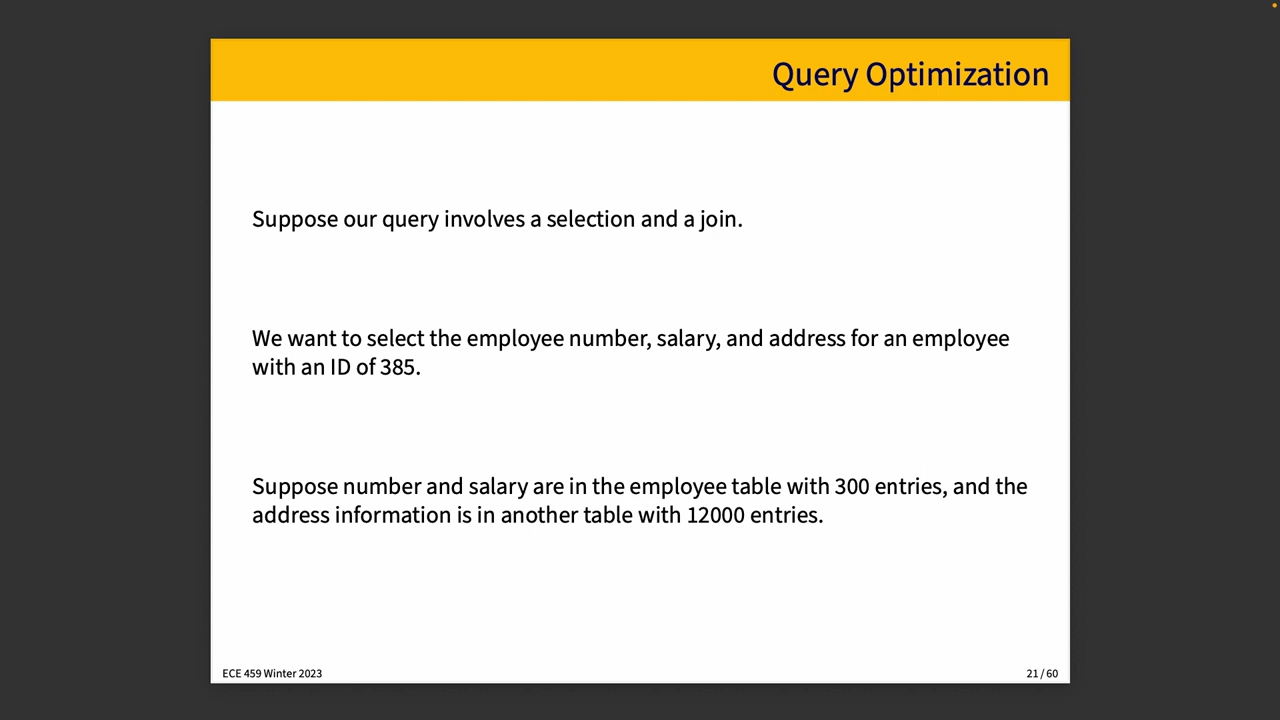 Query Optimization
Suppose our query involves a selection and a join.
We want to select the employee number, salary, and address for an employee
with an ID of 385.
Suppose number and salary are in the employee table with 300 entries, and the
address information is in another table with 12000 entries.
ECE 459 Winter 2023
21 / 60